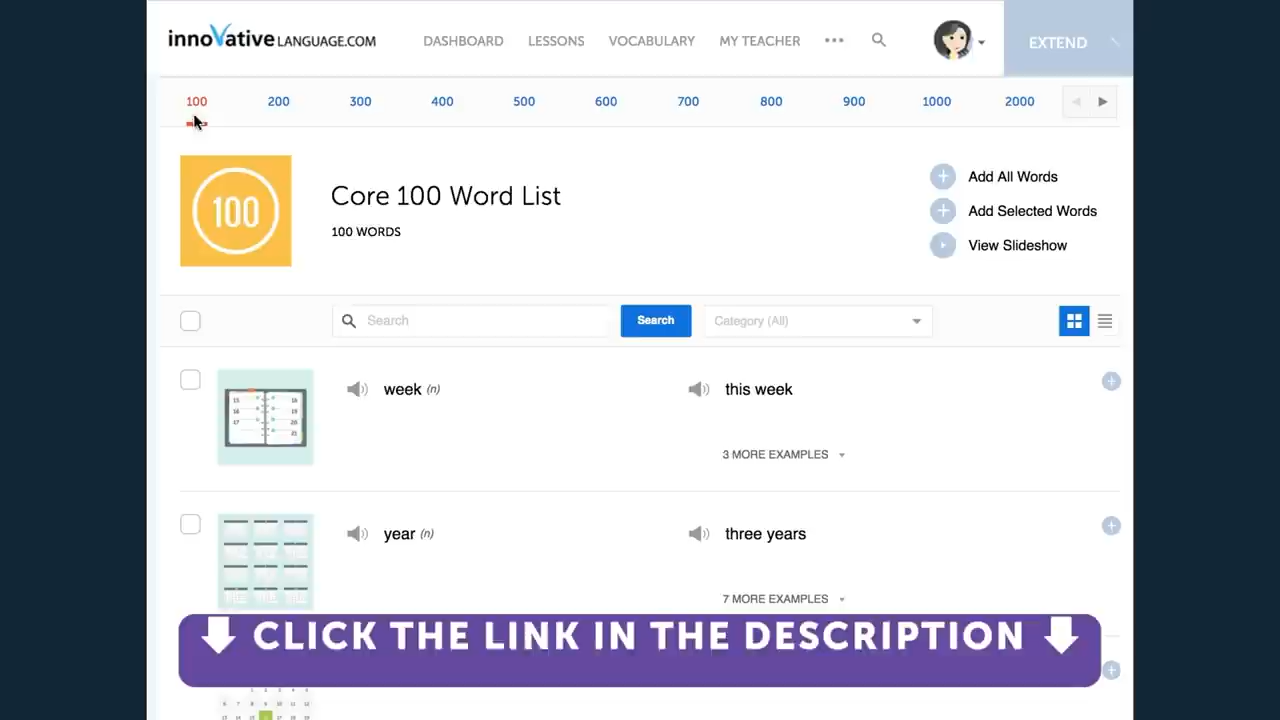 innoVative LANGUAGE.COM
DASHBOARD LESSONS VOCABULARY MY TEACHER ••• EXTEND
100 200 300 400 500 600 700 800 900 1000 2000
100
Core 100 Word List
100 WORDS
Add All Words
Add Selected Words
View Slideshow
Search Search Category (All)
week (n) this week
3 MORE EXAMPLES
year (n) three years
7 MORE EXAMPLES
CLICK THE LINK IN THE DESCRIPTION